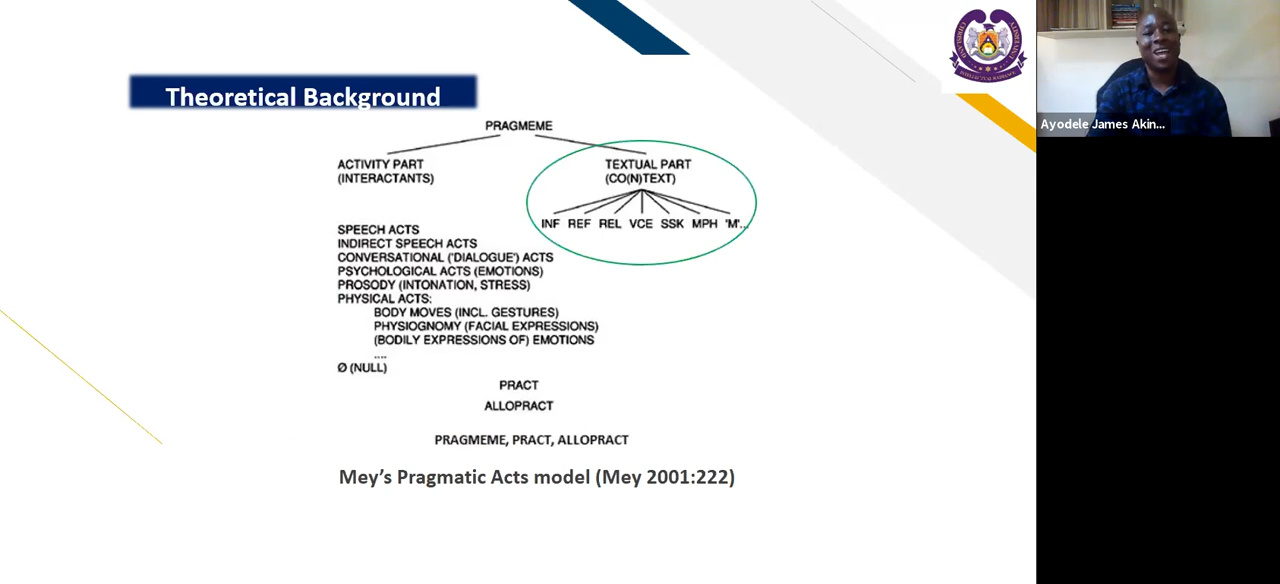 Theoretical Background
PRAGMEME
ACTIVITY PART
(INTERACTANTS)
TEXTUAL PART
(CO(N)TEXT)
INF REF REL VCE SSK MPH 'M'...
SPEECH ACTS
INDIRECT SPEECH ACTS
CONVERSATIONAL ('DIALOGUE') ACTS
PSYCHOLOGICAL ACTS (EMOTIONS)
PROSODY (INTONATION, STRESS)
PHYSICAL ACTS:
BODY MOVES (INCL. GESTURES)
PHYSIOGNOMY (FACIAL EXPRESSIONS)
(BODILY EXPRESSIONS OF) EMOTIONS
....
Ø (NULL)
PRACT
ALLOPRACT
PRAGMEME, PRACT, ALLOPRACT
Mey’s Pragmatic Acts model (Mey 2001:222)
Ayodele James Akin...